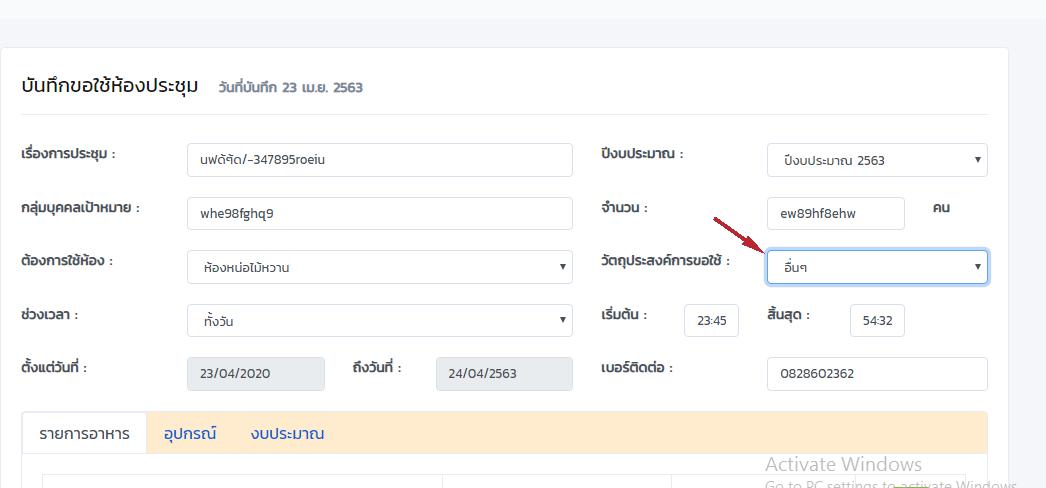 บันทึกขอใช้ห้องประชุม วันที่บันทึก 23 เม.ย. 2563
เรื่องการประชุม : นฟด้ชัด/-347895roeiu ปีงบประมาณ : ปีงบประมาณ 2563
กลุ่มบุคคลเป้าหมาย : whe98fghq9 จำนวน : ew89hf8ehw คน
ต้องการใช้ห้อง : ห้องหน่อไม้หวาน วัตถุประสงค์การขอใช้ : อื่นๆ
ช่วงเวลา : ทั้งวัน เริ่มต้น : 23:45 สิ้นสุด : 54:32
ตั้งแต่วันที่ : 23/04/2020 ถึงวันที่ : 24/04/2563 เบอร์ติดต่อ : 0828602362
รายการอาหาร อุปกรณ์ งบประมาณ
Activate Windows
Go to PC settings to activate Windows.